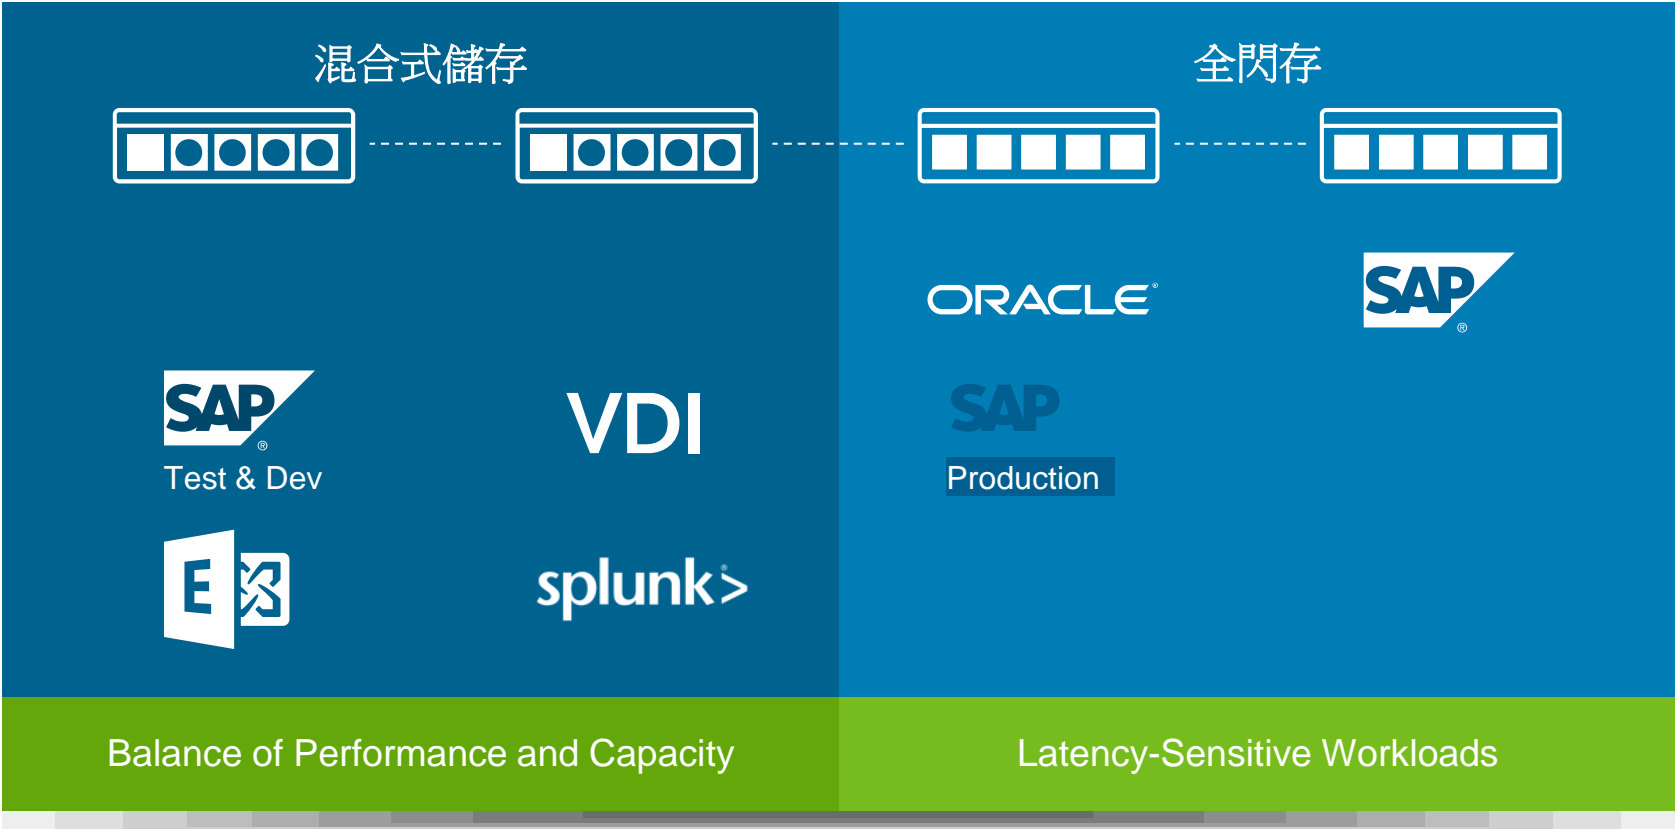 混合式儲存
全閃存
ORACLE®
SAP
®
SAP
®
Test & Dev
VDI
SAP
Production
E
splunk®>
Balance of Performance and Capacity
Latency-Sensitive Workloads